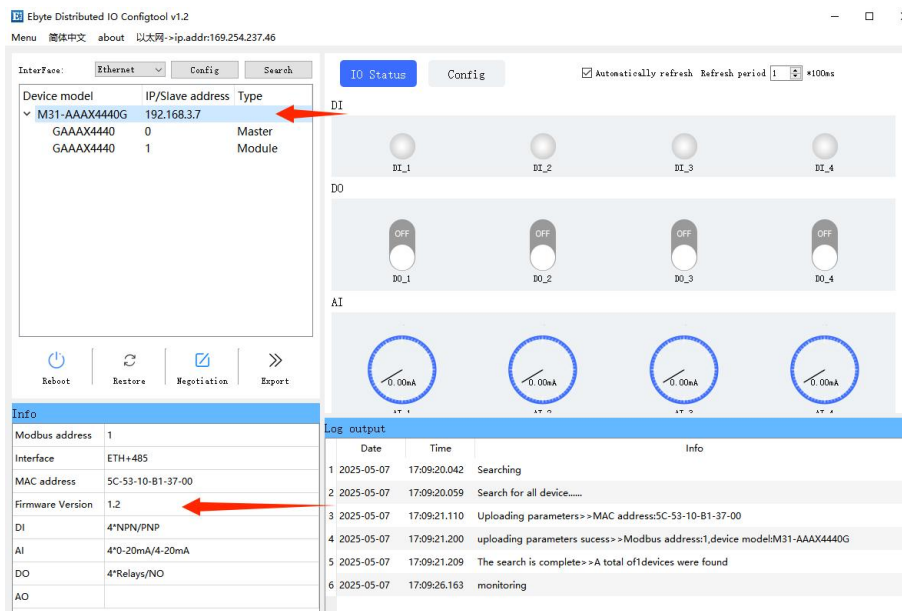 Ebyte Distributed IO Configtool v1.2
Menu 简体中文 about 以太网->ip.addr:169.254.237.46
InterFace: Ethernet Config Search
Device model IP/Slave address Type
M31-AAAX4440G 192.168.3.7
GAAAX4440 0 Master
GAAAX4440 1 Module
Reboot Restore Negotiation Export
IO Status Config Automatically refresh Refresh period 1 *100ms
DI
DI_1 DI_2 DI_3 DI_4
DO
OFF OFF OFF OFF
DO_1 DO_2 DO_3 DO_4
AI
0.00mA 0.00mA 0.00mA 0.00mA
AI_1 AI_2 AI_3 AI_4
Info
Modbus address 1
Interface ETH+485
MAC address 5C-53-10-B1-37-00
Firmware Version 1.2
DI 4*NPN/PNP
AI 4*0-20mA/4-20mA
DO 4*Relays/NO
AO
Log output
Date Time Info
1 2025-05-07 17:09:20.042 Searching
2 2025-05-07 17:09:20.059 Search for all device......
3 2025-05-07 17:09:21.110 Uploading parameters>>MAC address:5C-53-10-B1-37-00
4 2025-05-07 17:09:21.200 uploading parameters sucess>>Modbus address:1,device model:M31-AAAX4440G
5 2025-05-07 17:09:21.209 The search is complete>>A total of1devices were found
6 2025-05-07 17:09:26.163 monitoring